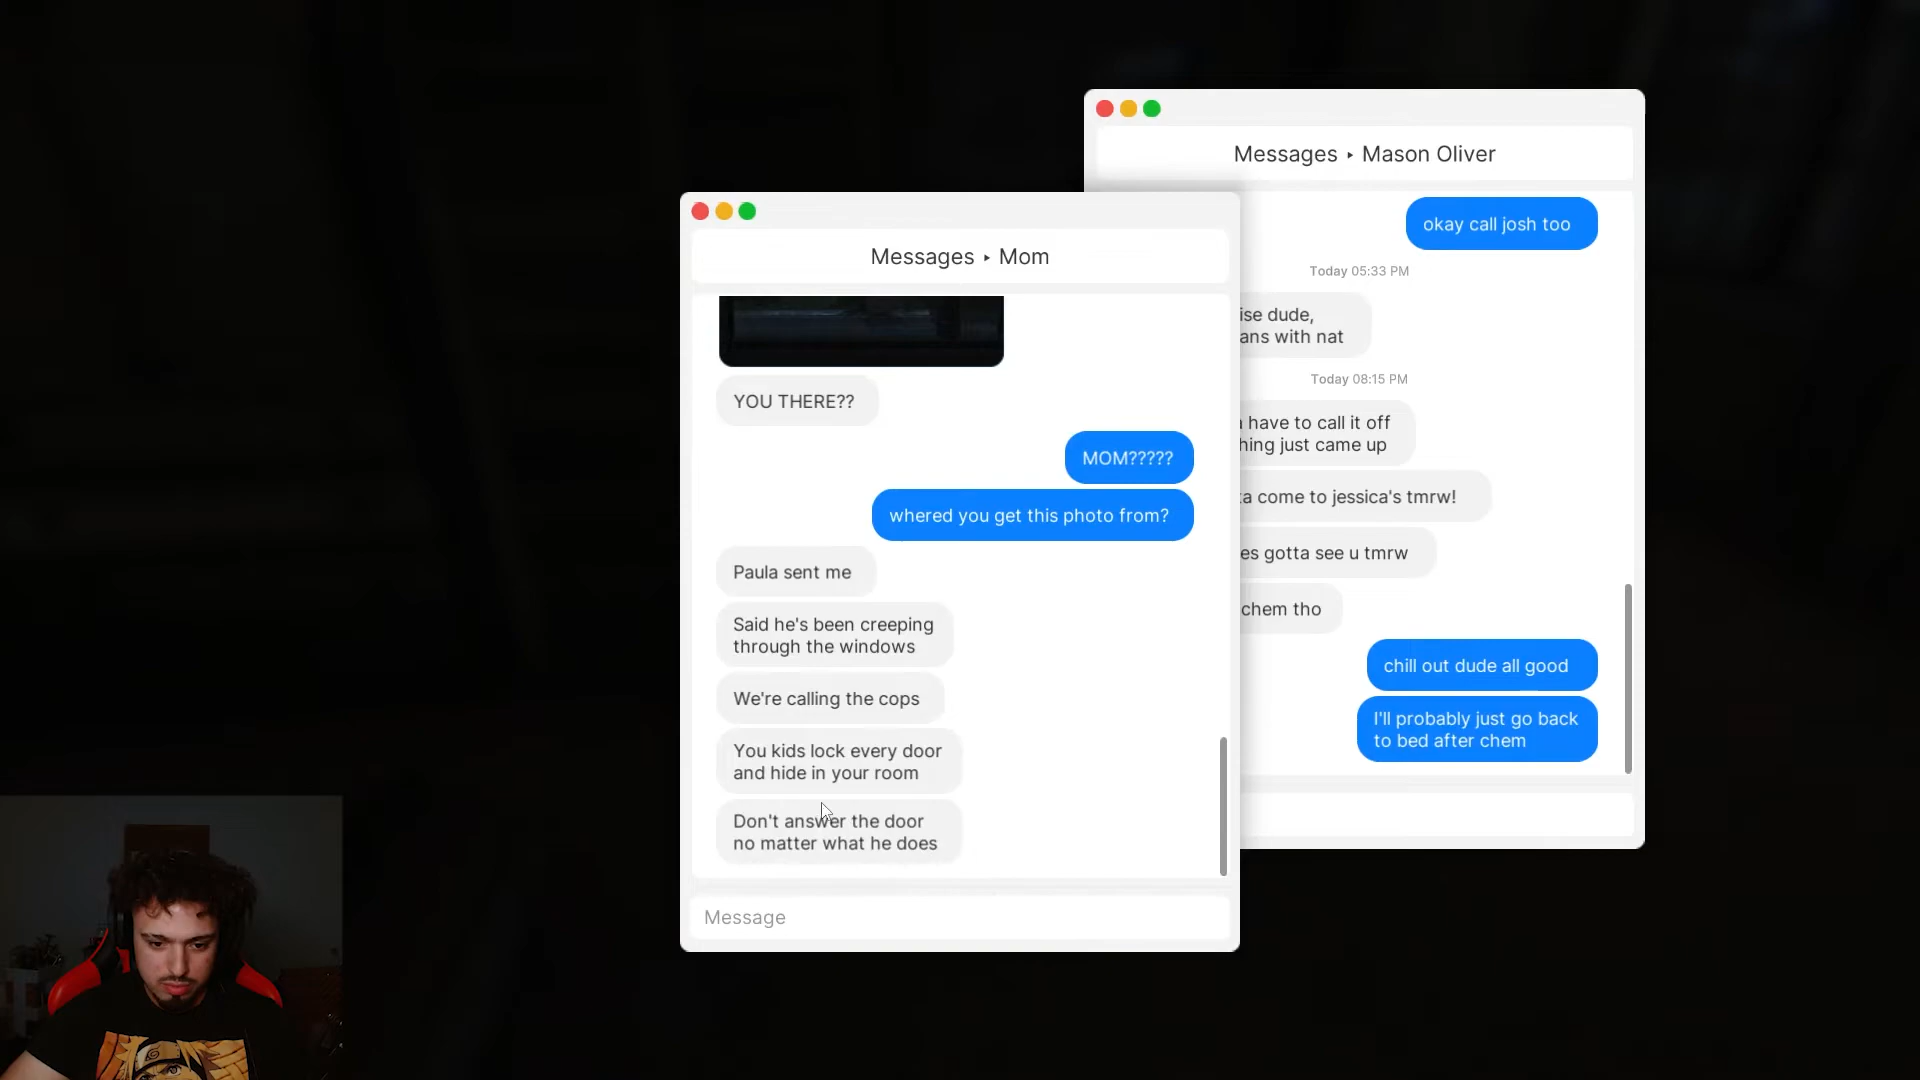 Messages ‣ Mason Oliver
okay call josh too
Today 05:33 PM
ise dude,
ans with nat
Today 08:15 PM
have to call it off
hing just came up
ta come to jessica's tmrw!
es gotta see u tmrw
chem tho
chill out dude all good
I'll probably just go back
to bed after chem
Messages ‣ Mom
YOU THERE??
MOM?????
whered you get this photo from?
Paula sent me
Said he's been creeping
through the windows
We're calling the cops
You kids lock every door
and hide in your room
Don't answer the door
no matter what he does
Message